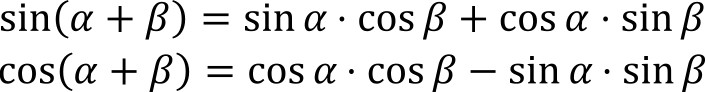 sin(α + β) = sin α · cos β + cos α · sin β
cos(α + β) = cos α · cos β − sin α · sin β